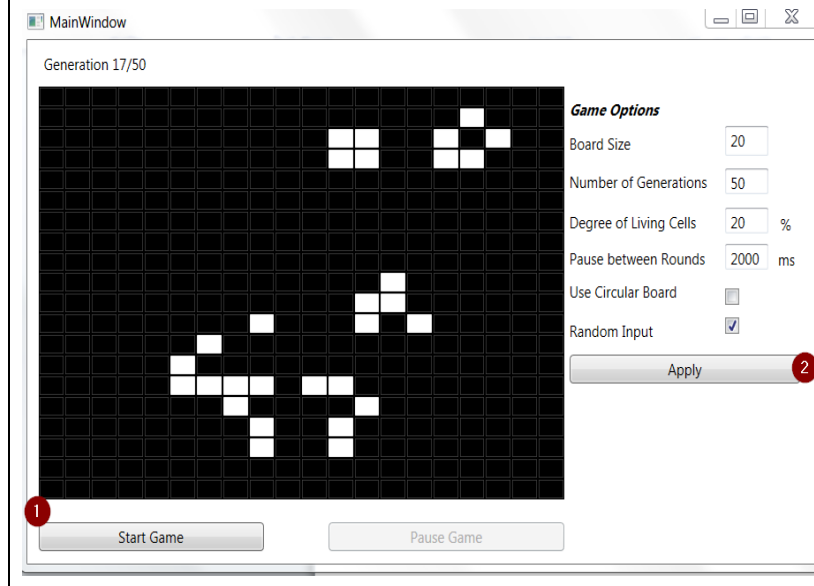 MainWindow
Generation 17/50
Game Options
Board Size 20
Number of Generations 50
Degree of Living Cells 20 %
Pause between Rounds 2000 ms
Use Circular Board
Random Input
Apply 2
1
Start Game Pause Game